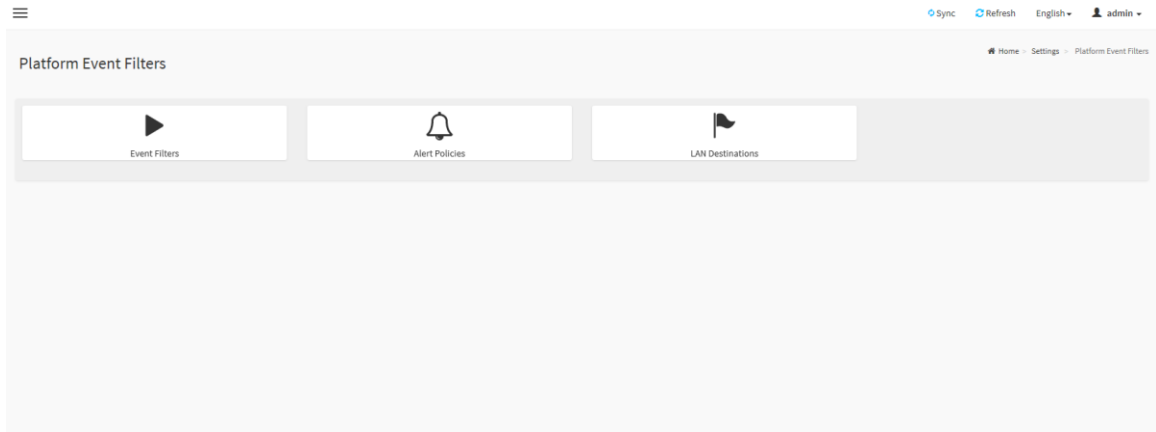 Sync Refresh English admin
Home > Settings > Platform Event Filters
Platform Event Filters
Event Filters Alert Policies LAN Destinations